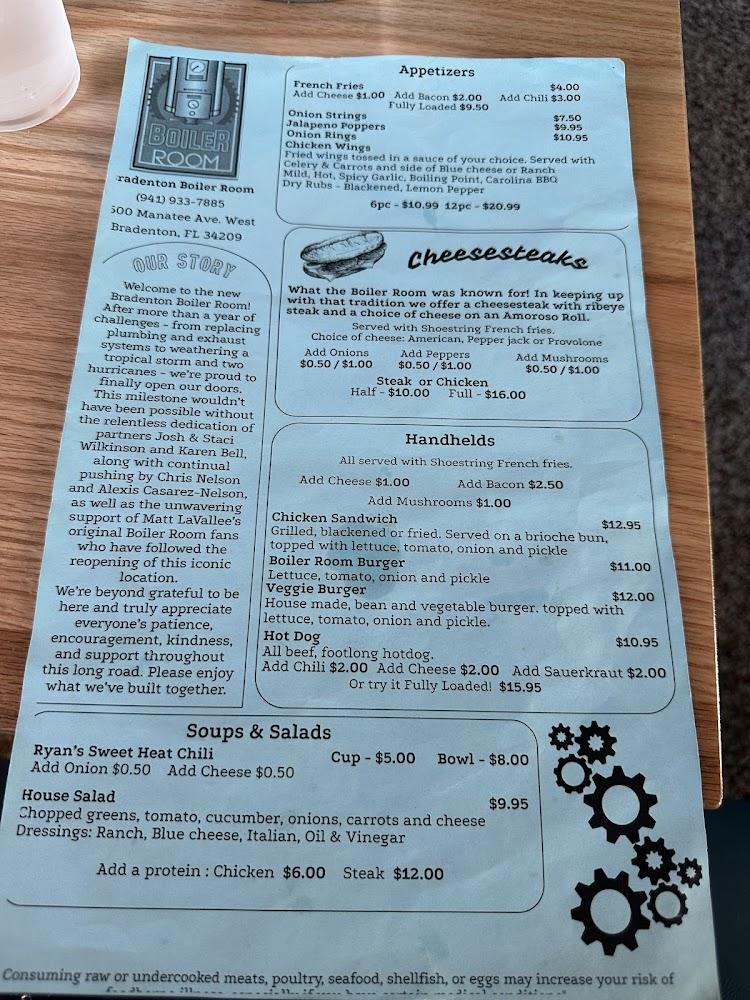 BOILER
ROOM
radenton Boiler Room
(941) 933-7885
500 Manatee Ave. West
Bradenton, FL 34209
OUR STORY
Welcome to the new
Bradenton Boiler Room!
After more than a year of
challenges - from replacing
plumbing and exhaust
systems to weathering a
tropical storm and two
hurricanes - we're proud to
finally open our doors.
This milestone wouldn't
have been possible without
the relentless dedication of
partners Josh & Staci
Wilkinson and Karen Bell,
along with continual
pushing by Chris Nelson
and Alexis Casarez-Nelson,
as well as the unwavering
support of Matt LaVallee's
original Boiler Room fans
who have followed the
reopening of this iconic
location.
We're beyond grateful to be
here and truly appreciate
everyone's patience,
encouragement, kindness,
and support throughout
this long road. Please enjoy
what we've built together.
Appetizers
French Fries $4.00
Add Cheese $1.00 Add Bacon $2.00 Add Chili $3.00
Fully Loaded $9.50
Onion Strings $7.50
Jalapeno Poppers $9.95
Onion Rings $10.95
Chicken Wings
Fried wings tossed in a sauce of your choice. Served with
Celery & Carrots and side of Blue cheese or Ranch
Mild, Hot, Spicy Garlic, Boiling Point, Carolina BBQ
Dry Rubs - Blackened, Lemon Pepper
6pc - $10.99 12pc - $20.99
Cheesesteaks
What the Boiler Room was known for! In keeping up
with that tradition we offer a cheesesteak with ribeye
steak and a choice of cheese on an Amoroso Roll.
Served with Shoestring French fries.
Choice of cheese: American, Pepper jack or Provolone
Add Onions Add Peppers Add Mushrooms
$0.50 / $1.00 $0.50 / $1.00 $0.50 / $1.00
Steak or Chicken
Half - $10.00 Full - $16.00
Handhelds
All served with Shoestring French fries.
Add Cheese $1.00 Add Bacon $2.50
Add Mushrooms $1.00
Chicken Sandwich $12.95
Grilled, blackened or fried. Served on a brioche bun,
topped with lettuce, tomato, onion and pickle
Boiler Room Burger $11.00
Lettuce, tomato, onion and pickle
Veggie Burger $12.00
House made, bean and vegetable burger. topped with
lettuce, tomato, onion and pickle.
Hot Dog $10.95
All beef, footlong hotdog.
Add Chili $2.00 Add Cheese $2.00 Add Sauerkraut $2.00
Or try it Fully Loaded! $15.95
Soups & Salads
Ryan's Sweet Heat Chili Cup - $5.00 Bowl - $8.00
Add Onion $0.50 Add Cheese $0.50
House Salad $9.95
Chopped greens, tomato, cucumber, onions, carrots and cheese
Dressings: Ranch, Blue cheese, Italian, Oil & Vinegar
Add a protein : Chicken $6.00 Steak $12.00
Consuming raw or undercooked meats, poultry, seafood, shellfish, or eggs may increase your risk of